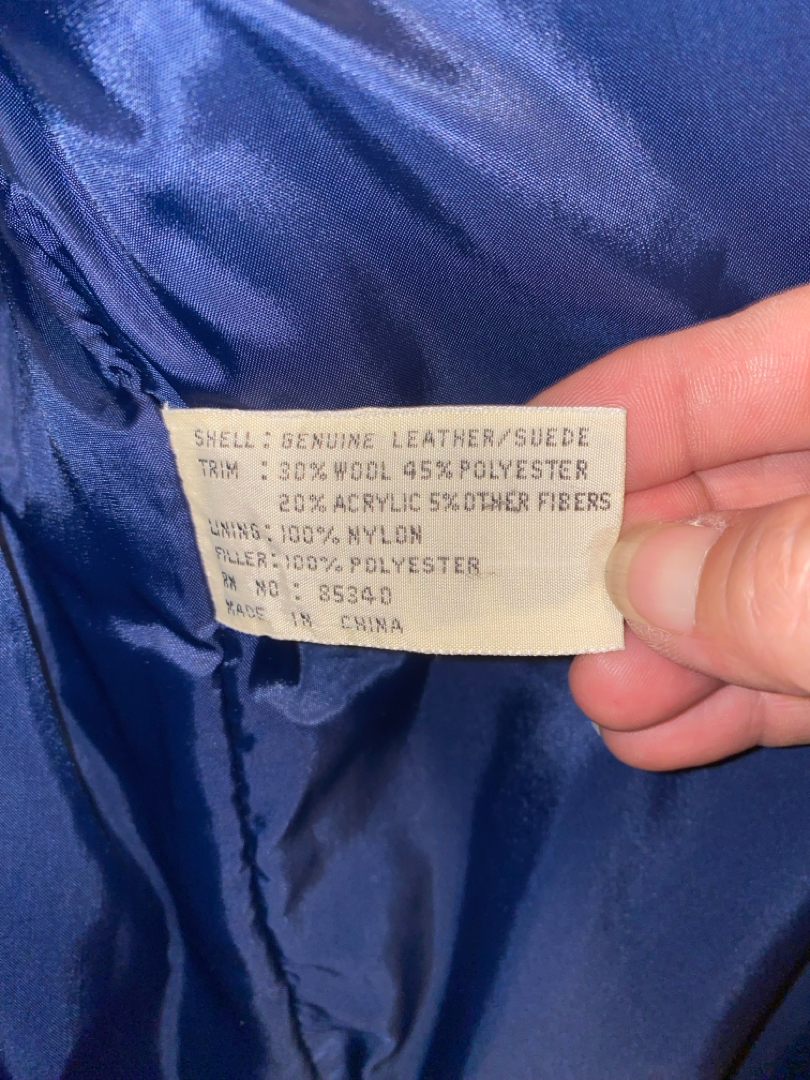 SHELL: GENUINE LEATHER/SUEDE
TRIM : 30% WOOL 45% POLYESTER
20% ACRYLIC 5% OTHER FIBERS
LINING: 100% NYLON
FILLER: 100% POLYESTER
RN NO : 85340
MADE IN CHINA